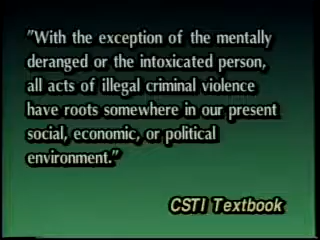 "With the exception of the mentally
deranged or the intoxicated person,
all acts of illegal criminal violence
have roots somewhere in our present
social, economic, or political
environment."
CSTI Textbook